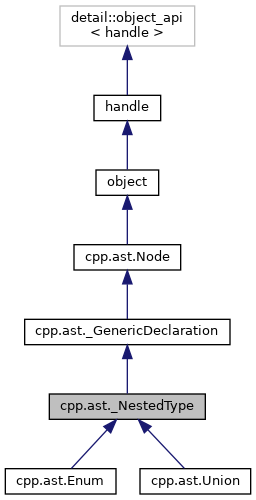 detail::object_api
< handle >
handle
object
cpp.ast.Node
cpp.ast._GenericDeclaration
cpp.ast._NestedType
cpp.ast.Enum
cpp.ast.Union